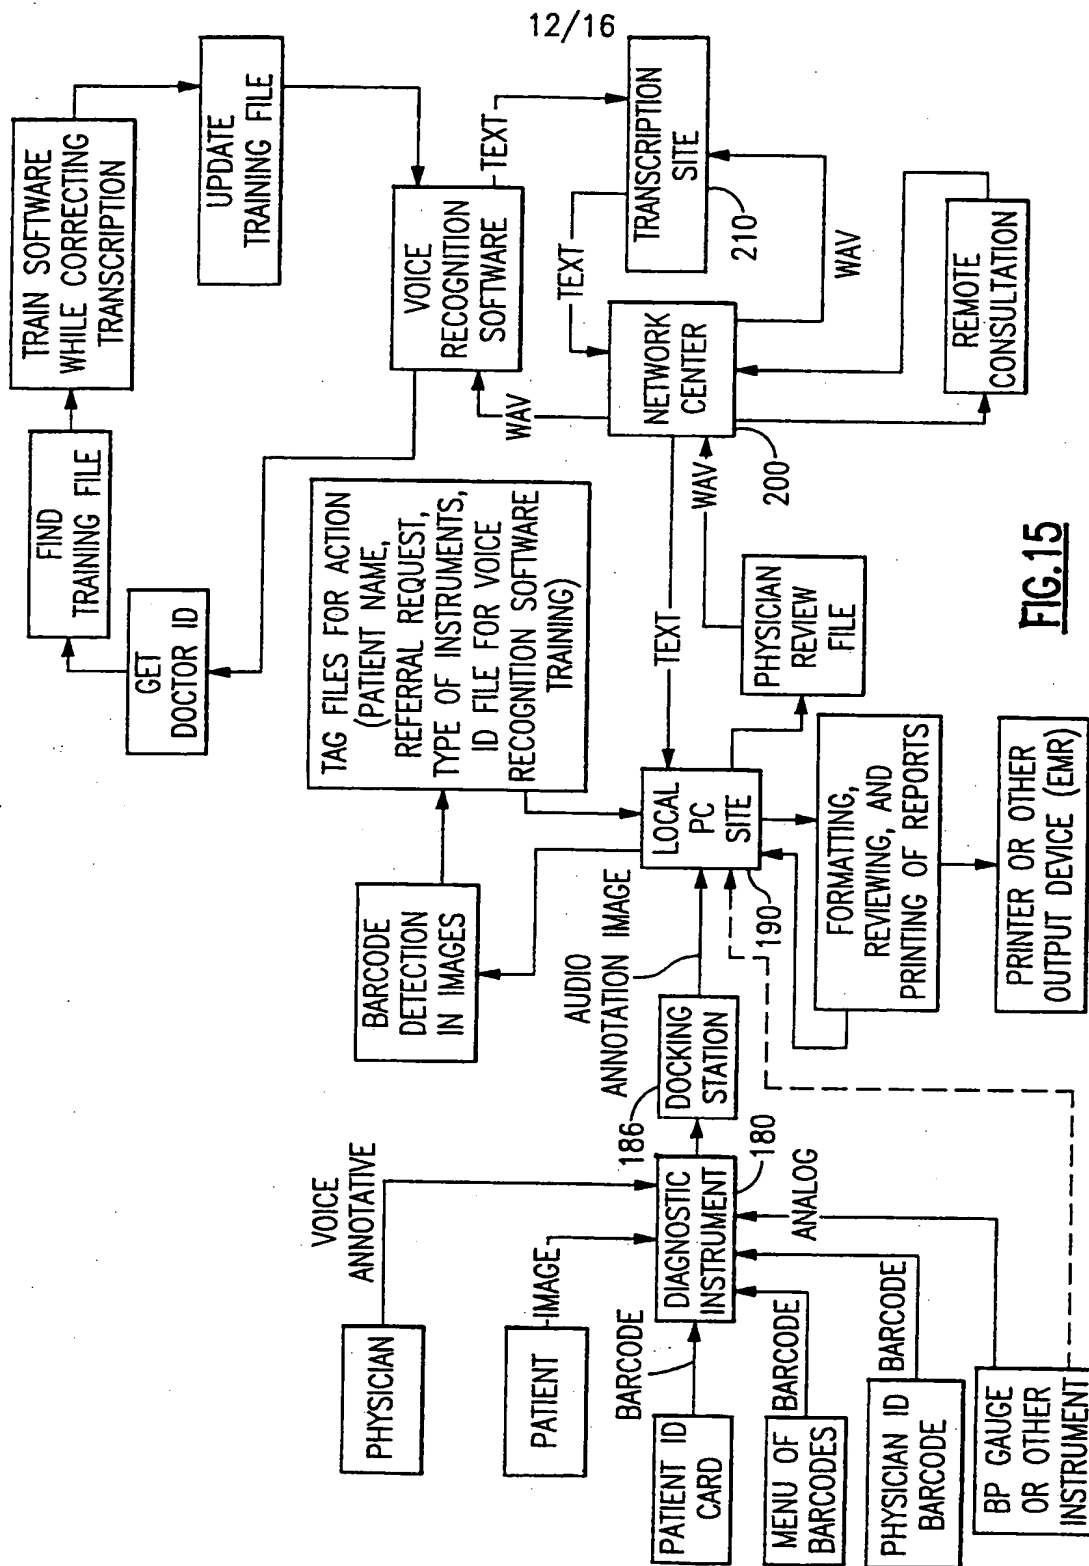 12/16
TRAIN SOFTWARE
WHILE CORRECTING
TRANSCRIPTION
UPDATE
TRAINING FILE
FIND
TRAINING FILE
GET
DOCTOR ID
VOICE
RECOGNITION
SOFTWARE
TEXT
TRANSCRIPTION
SITE
210
TEXT
WAV
NETWORK
CENTER
200
WAV
REMOTE
CONSULTATION
TAG FILES FOR ACTION
(PATIENT NAME,
REFERRAL REQUEST,
TYPE OF INSTRUMENTS,
ID FILE FOR VOICE
RECOGNITION SOFTWARE
TRAINING)
TEXT
WAV
PHYSICIAN
REVIEW
FILE
BARCODE
DETECTION
IN IMAGES
LOCAL
PC
SITE
190
FORMATTING,
REVIEWING, AND
PRINTING OF REPORTS
PRINTER OR OTHER
OUTPUT DEVICE (EMR)
AUDIO
ANNOTATION IMAGE
DOCKING
STATION
186
VOICE
ANNOTATIVE
PHYSICIAN
IMAGE
PATIENT
DIAGNOSTIC
INSTRUMENT
180
ANALOG
BARCODE
PATIENT ID
CARD
BARCODE
MENU OF
BARCODES
BARCODE
PHYSICIAN ID
BARCODE
BP GAUGE
OR OTHER
INSTRUMENT
FIG.15